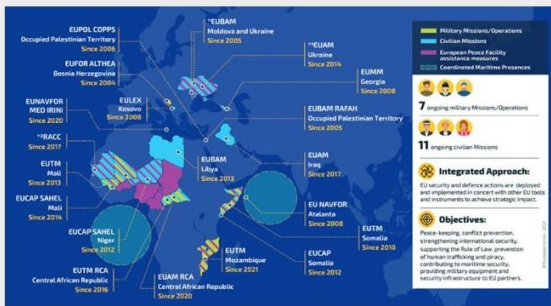 EUPOL COPPS
Occupied Palestinian Territory
Since 2006
EUFOR ALTHEA
Bosnia Herzegovina
Since 2004
EUNAVFOR
MED IRINI
Since 2020
EULEX
Kosovo
Since 2008
*EUBAM
Moldova and Ukraine
Since 2005
EUAM
Ukraine
Since 2014
EUMM
Georgia
Since 2008
EUBAM RAFAH
Occupied Palestinian Territory
Since 2005
RACC
Since 2017
EUTM
Mali
Since 2013
EUCAP SAHEL
Mali
Since 2014
EUBAM
Libya
Since 2013
EUAM
Iraq
Since 2017
EUCAP SAHEL
Niger
Since 2012
EU NAVFOR
Atalanta
Since 2008
EUTM
Somalia
Since 2010
EUTM RCA
Central African Republic
Since 2016
EUAM RCA
Central African Republic
Since 2020
EUTM
Mozambique
Since 2021
EUCAP
Somalia
Since 2012
Military Missions/Operations
Civilian Missions
European Peace Facility
assistance measures
Coordinated Maritime Presences
7 ongoing military Missions/Operations
11 ongoing civilian Missions
Integrated Approach:
EU security and defence actions are deployed
and implemented in concert with other EU tools
and instruments to achieve strategic impact.
Objectives:
Peace-keeping, conflict prevention,
strengthening international security,
supporting the Rule of Law, prevention
of human trafficking and piracy,
contributing to maritime security,
providing military equipment and
security infrastructure to EU partners.